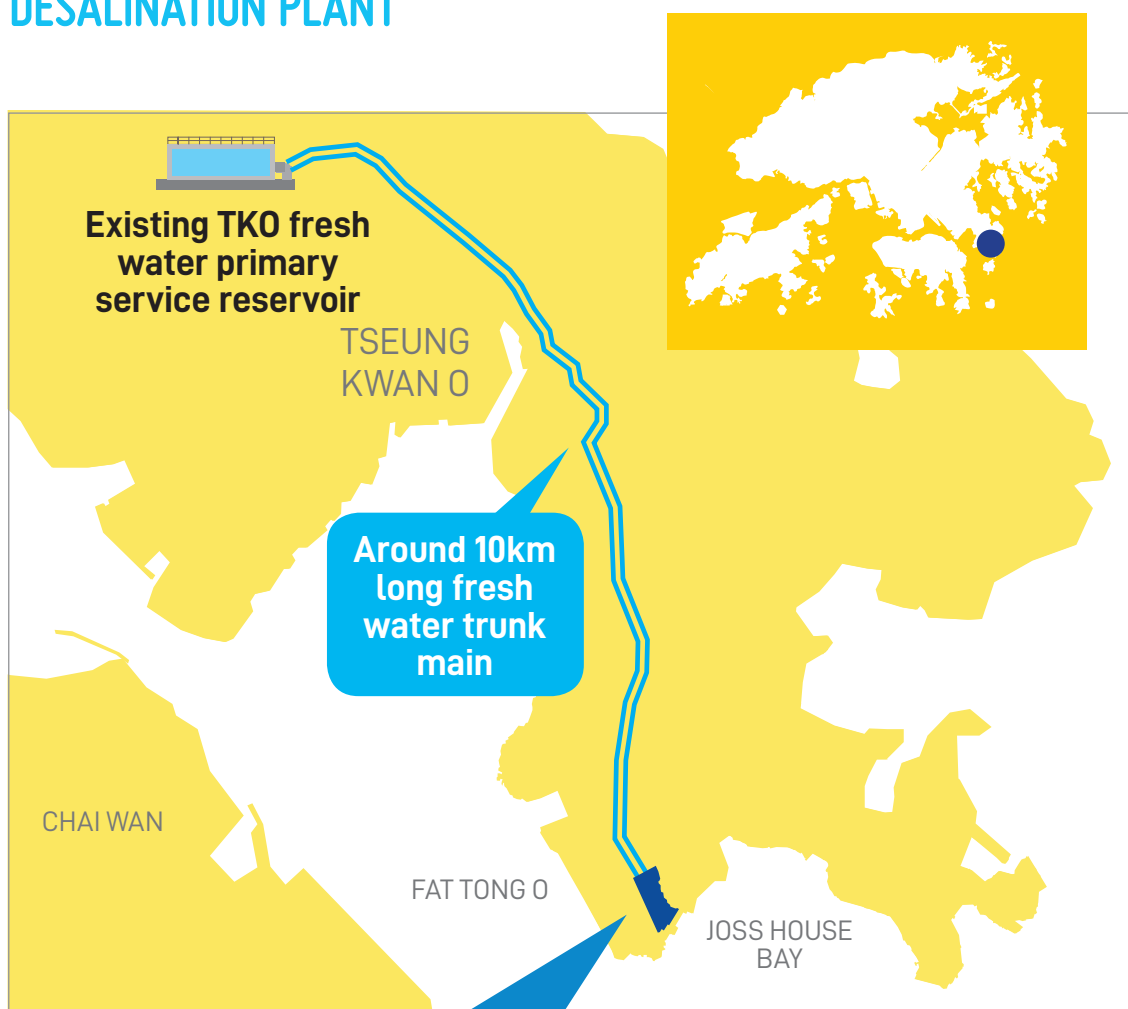 DESALINATION PLANT
Existing TKO fresh
water primary
service reservoir
TSEUNG
KWAN O
Around 10km
long fresh
water trunk
main
CHAI WAN
FAT TONG O
JOSS HOUSE
BAY